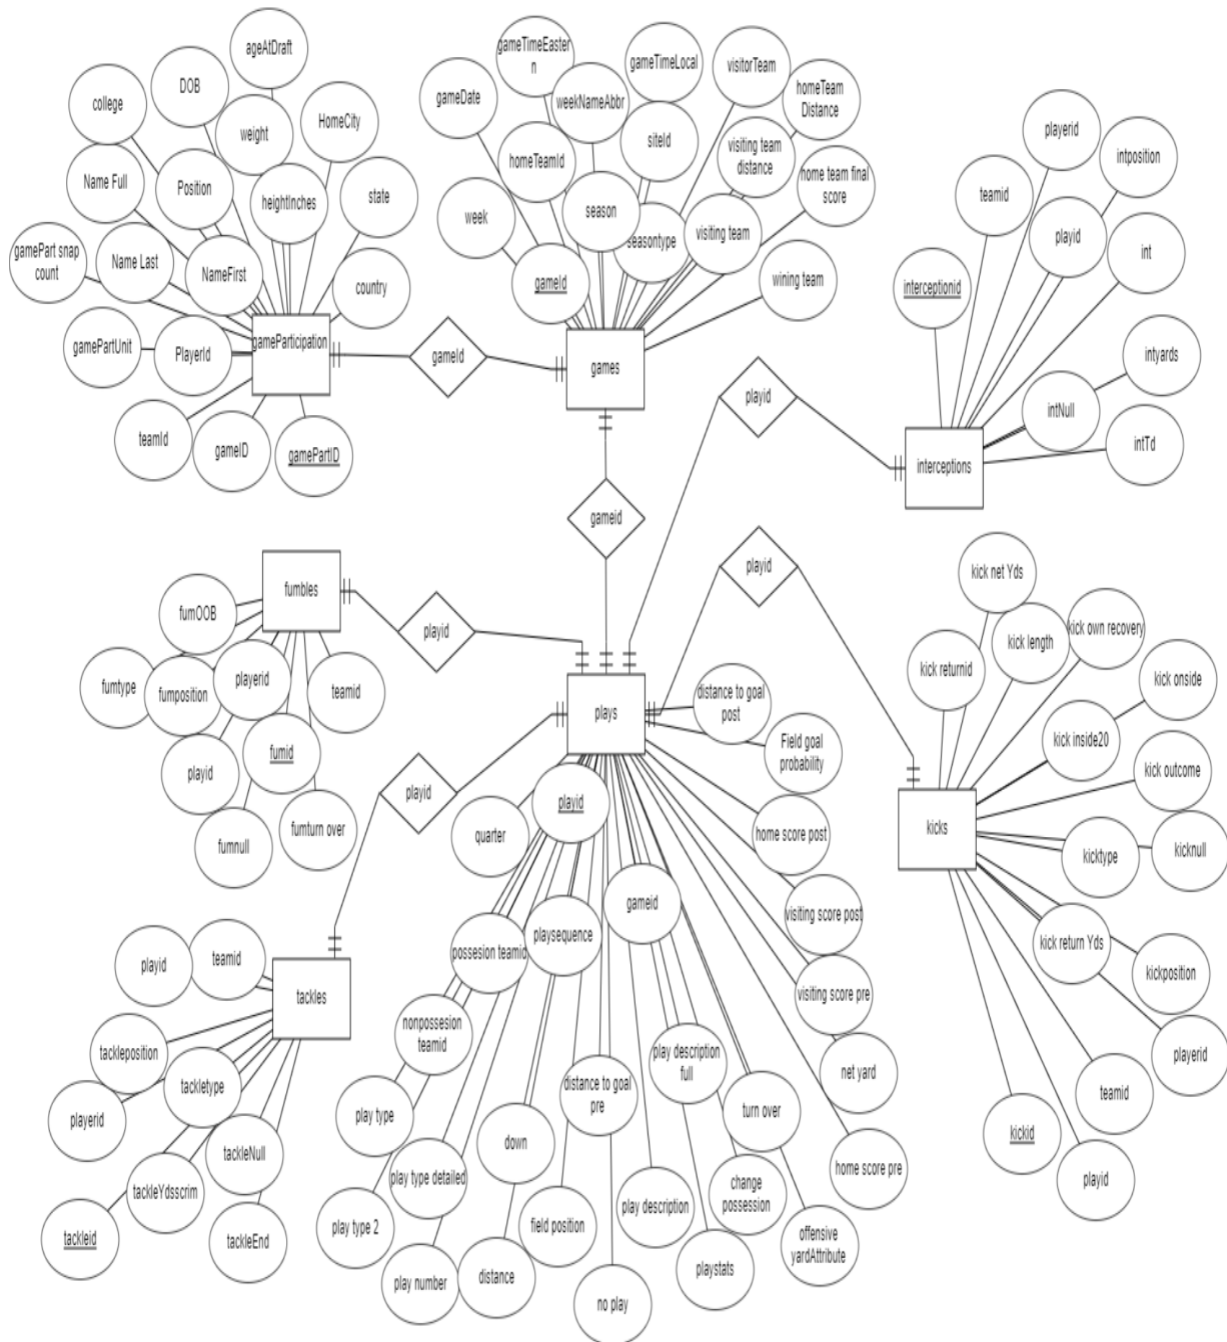 ageAtDraft
DOB
college
weight
HomeCity
Name Full
Position
heightInches
state
gamePart snap
count
Name Last
NameFirst
country
gamePartUnit
PlayerId
gameParticipation
teamId
gameID
gamePartID
gameId
gameTimeEaster
n
gameTimeLocal
visitorTeam
gameDate
weekNameAbbr
homeTeam
Distance
homeTeamId
siteId
visiting team
distance
home team final
score
week
season
seasontype
visiting team
gameId
wining team
games
playerid
intposition
teamid
playid
int
interceptionid
intyards
intNull
intTd
playid
interceptions
gameid
playid
fumbles
fumOOB
playid
fumtype
fumposition
playerid
teamid
playid
fumid
fumnull
fumturn over
plays
distance to goal
post
Field goal
probability
playid
quarter
playid
home score post
kick net Yds
kick returnid
kick length
kick own recovery
kick onside
kick inside20
kick outcome
kicks
kicktype
kicknull
kick return Yds
kickposition
playerid
teamid
kickid
playid
gameid
visiting score post
possesion teamid
playsequence
visiting score pre
teamid
playid
tackles
tackleposition
tackletype
playerid
tackleNull
tackleYdsscrim
tackleid
tackleEnd
nonpossesion
teamid
distance to goal
pre
play description
full
net yard
play type
down
turn over
play type detailed
home score pre
play type 2
field position
play description
change
possession
offensive
yardAttribute
play number
distance
playstats
no play